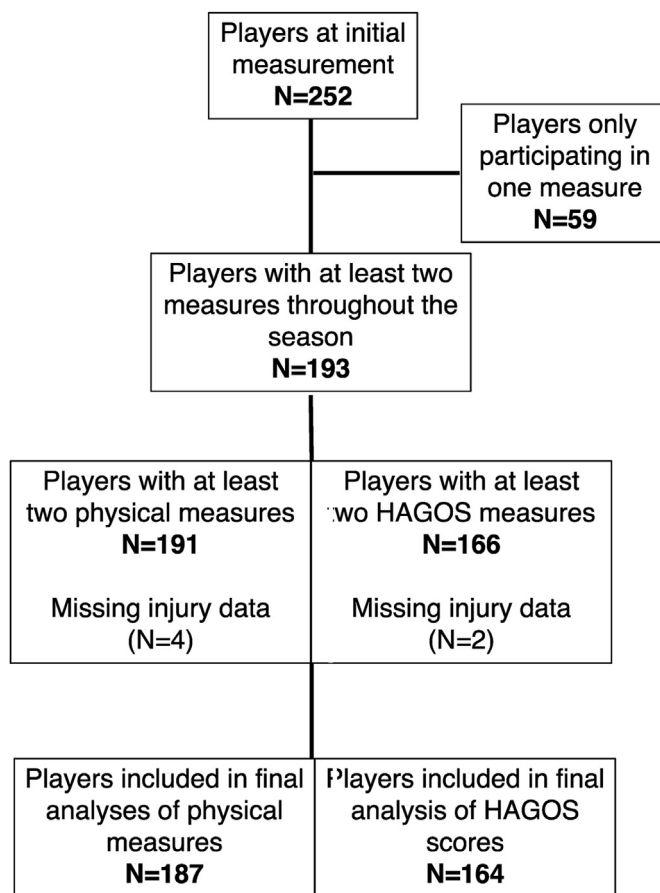 Players at initial
measurement
N=252
Players only
participating in
one measure
N=59
Players with at least two
measures throughout the
season
N=193
Players with at least
two physical measures
N=191
Missing injury data
(N=4)
Players with at least
two HAGOS measures
N=166
Missing injury data
(N=2)
Players included in final
analyses of physical
measures
N=187
Players included in final
analysis of HAGOS
scores
N=164